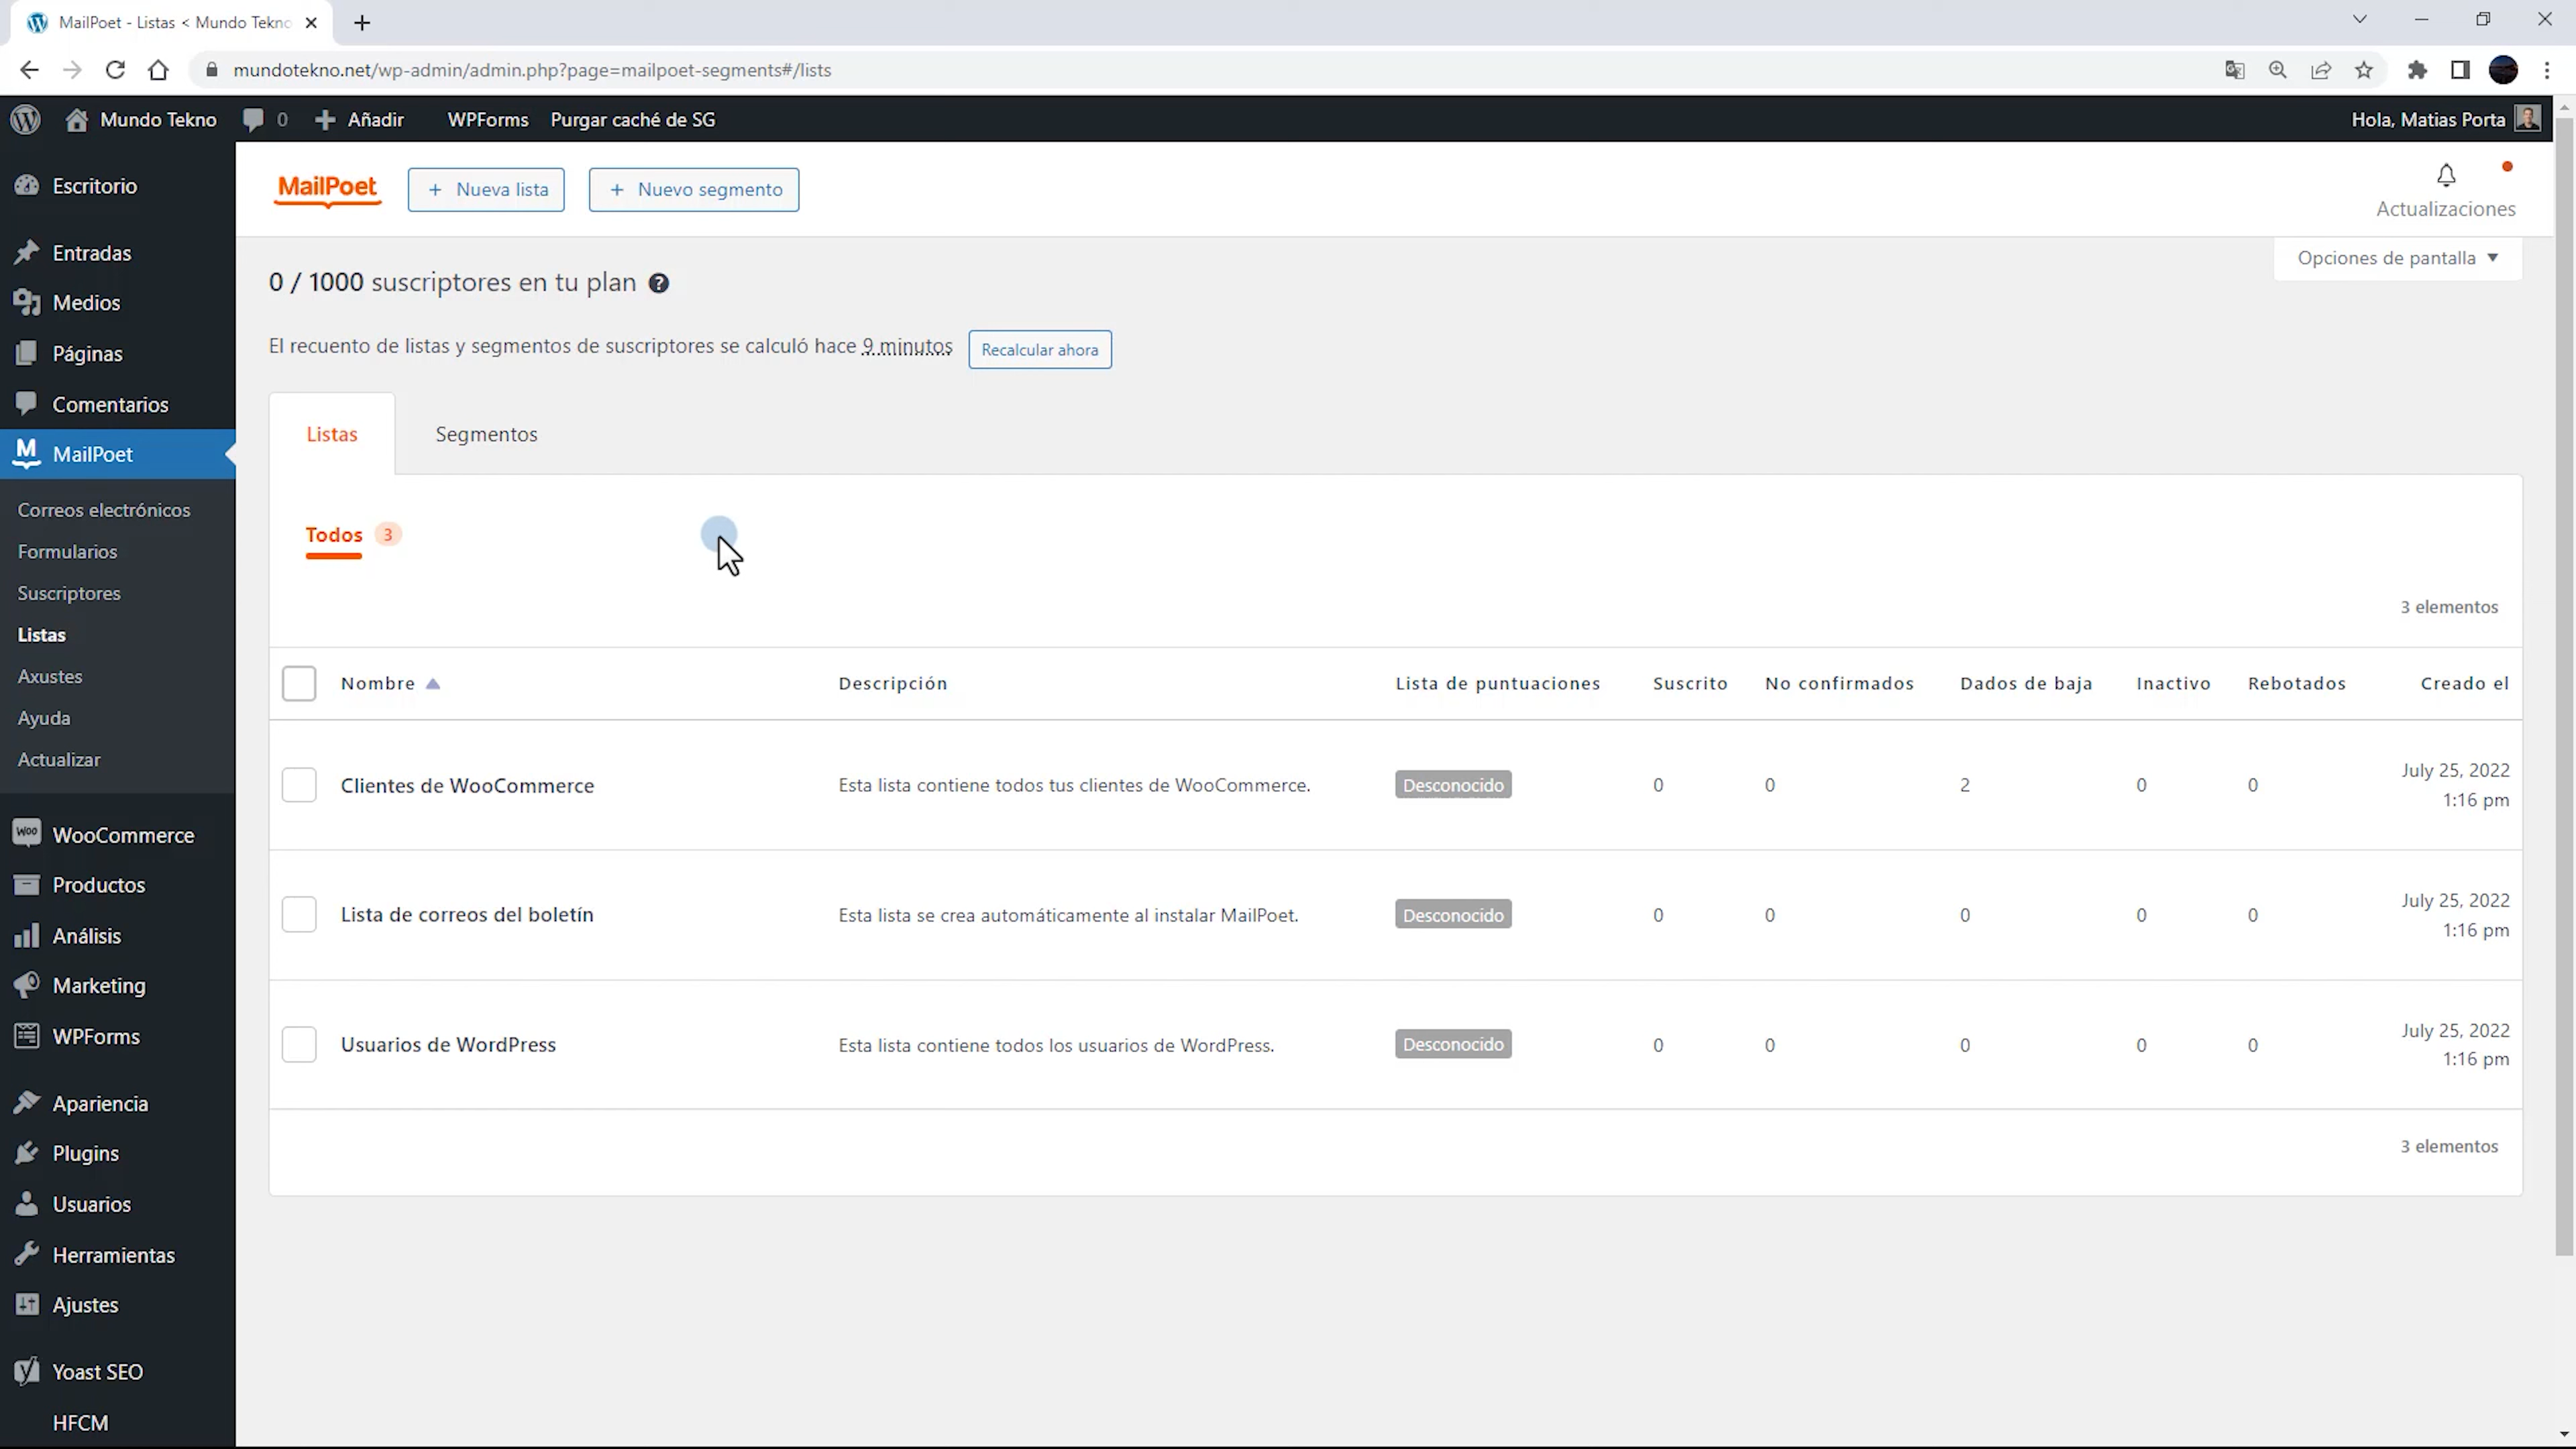 MailPoet - Listas < Mundo Tekno
mundotekno.net/wp-admin/admin.php?page=mailpoet-segments#/lists
Mundo Tekno
0
Añadir
WPForms
Purgar caché de SG
Hola, Matias Porta
Escritorio
Entradas
Medios
Páginas
Comentarios
MailPoet
Correos electrónicos
Formularios
Suscriptores
Listas
Axustes
Ayuda
Actualizar
WooCommerce
Productos
Análisis
Marketing
WPForms
Apariencia
Plugins
Usuarios
Herramientas
Ajustes
Yoast SEO
HFCM
MailPoet
+ Nueva lista
+ Nuevo segmento
Actualizaciones
Opciones de pantalla
0 / 1000 suscriptores en tu plan ?
El recuento de listas y segmentos de suscriptores se calculó hace 9 minutos Recalcular ahora
Listas Segmentos
Todos 3
3 elementos
Nombre Descripción Lista de puntuaciones Suscrito No confirmados Dados de baja Inactivo Rebotados Creado el
Clientes de WooCommerce Esta lista contiene todos tus clientes de WooCommerce. Desconocido 0 0 2 0 0 July 25, 2022
1:16 pm
Lista de correos del boletín Esta lista se crea automáticamente al instalar MailPoet. Desconocido 0 0 0 0 0 July 25, 2022
1:16 pm
Usuarios de WordPress Esta lista contiene todos los usuarios de WordPress. Desconocido 0 0 0 0 0 July 25, 2022
1:16 pm
3 elementos